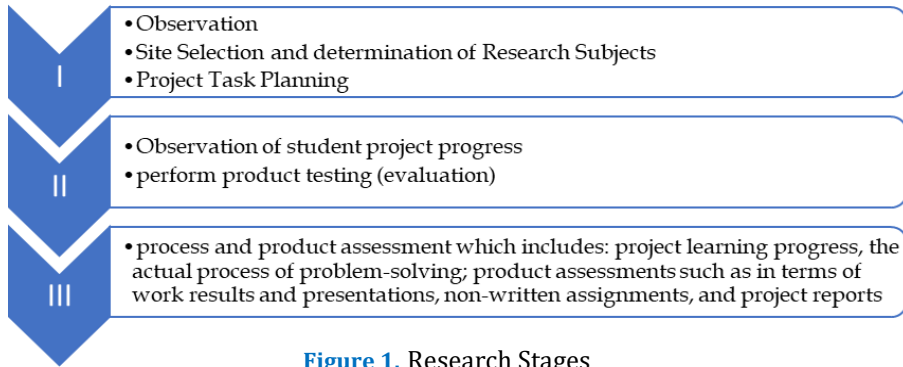 I
•Observation
•Site Selection and determination of Research Subjects
•Project Task Planning
II
•Observation of student project progress
•perform product testing (evaluation)
III
•process and product assessment which includes: project learning progress, the
actual process of problem-solving; product assessments such as in terms of
work results and presentations, non-written assignments, and project reports
Figure 1. Research Stages